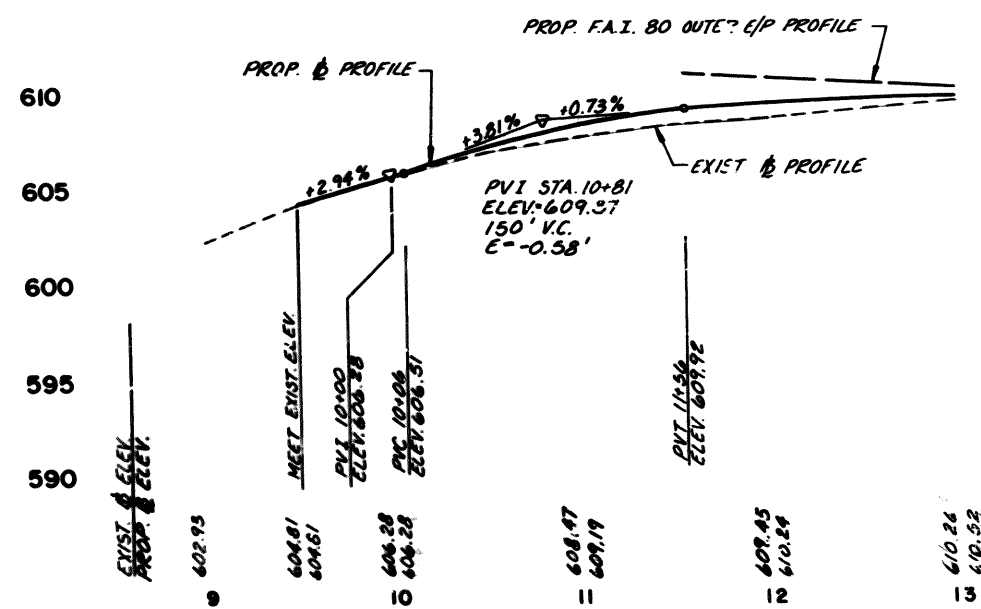 PROP. F.A.I. 80 OUTER E/P PROFILE
PROP. ⅊ PROFILE
610
+3.81%
+0.73%
EXIST ⅊ PROFILE
+2.94%
605
PVI STA. 10+81
ELEV.=609.37
150' V.C.
E=-0.58'
600
595
590
EXIST. ⅊ ELEV.
PROP. ⅊ ELEV.
MEET EXIST. ELEV.
PVI 10+00
ELEV. 606.28
PVC 10+06
ELEV. 606.51
PVT 11+56
ELEV. 609.92
602.93
604.81
604.61
606.28
606.28
608.47
609.19
609.45
610.24
610.26
610.52
9
10
11
12
13